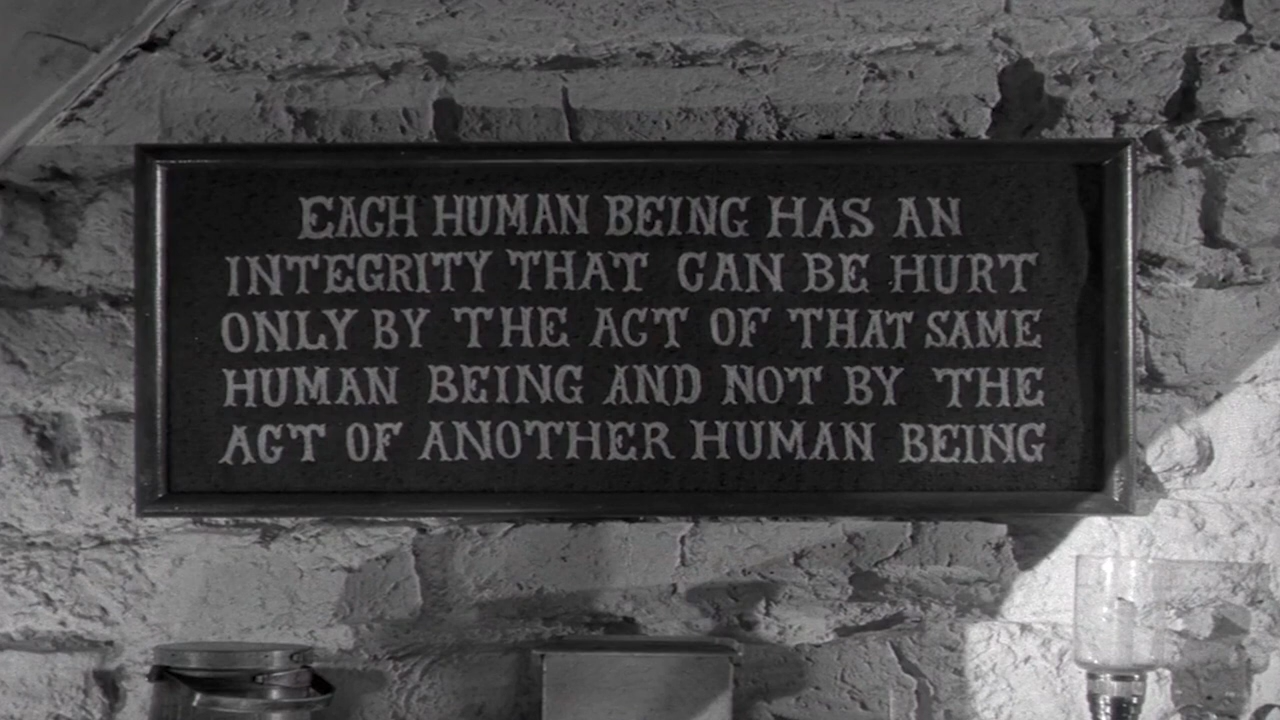 EACH HUMAN BEING HAS AN
INTEGRITY THAT CAN BE HURT
ONLY BY THE ACT OF THAT SAME
HUMAN BEING AND NOT BY THE
ACT OF ANOTHER HUMAN BEING